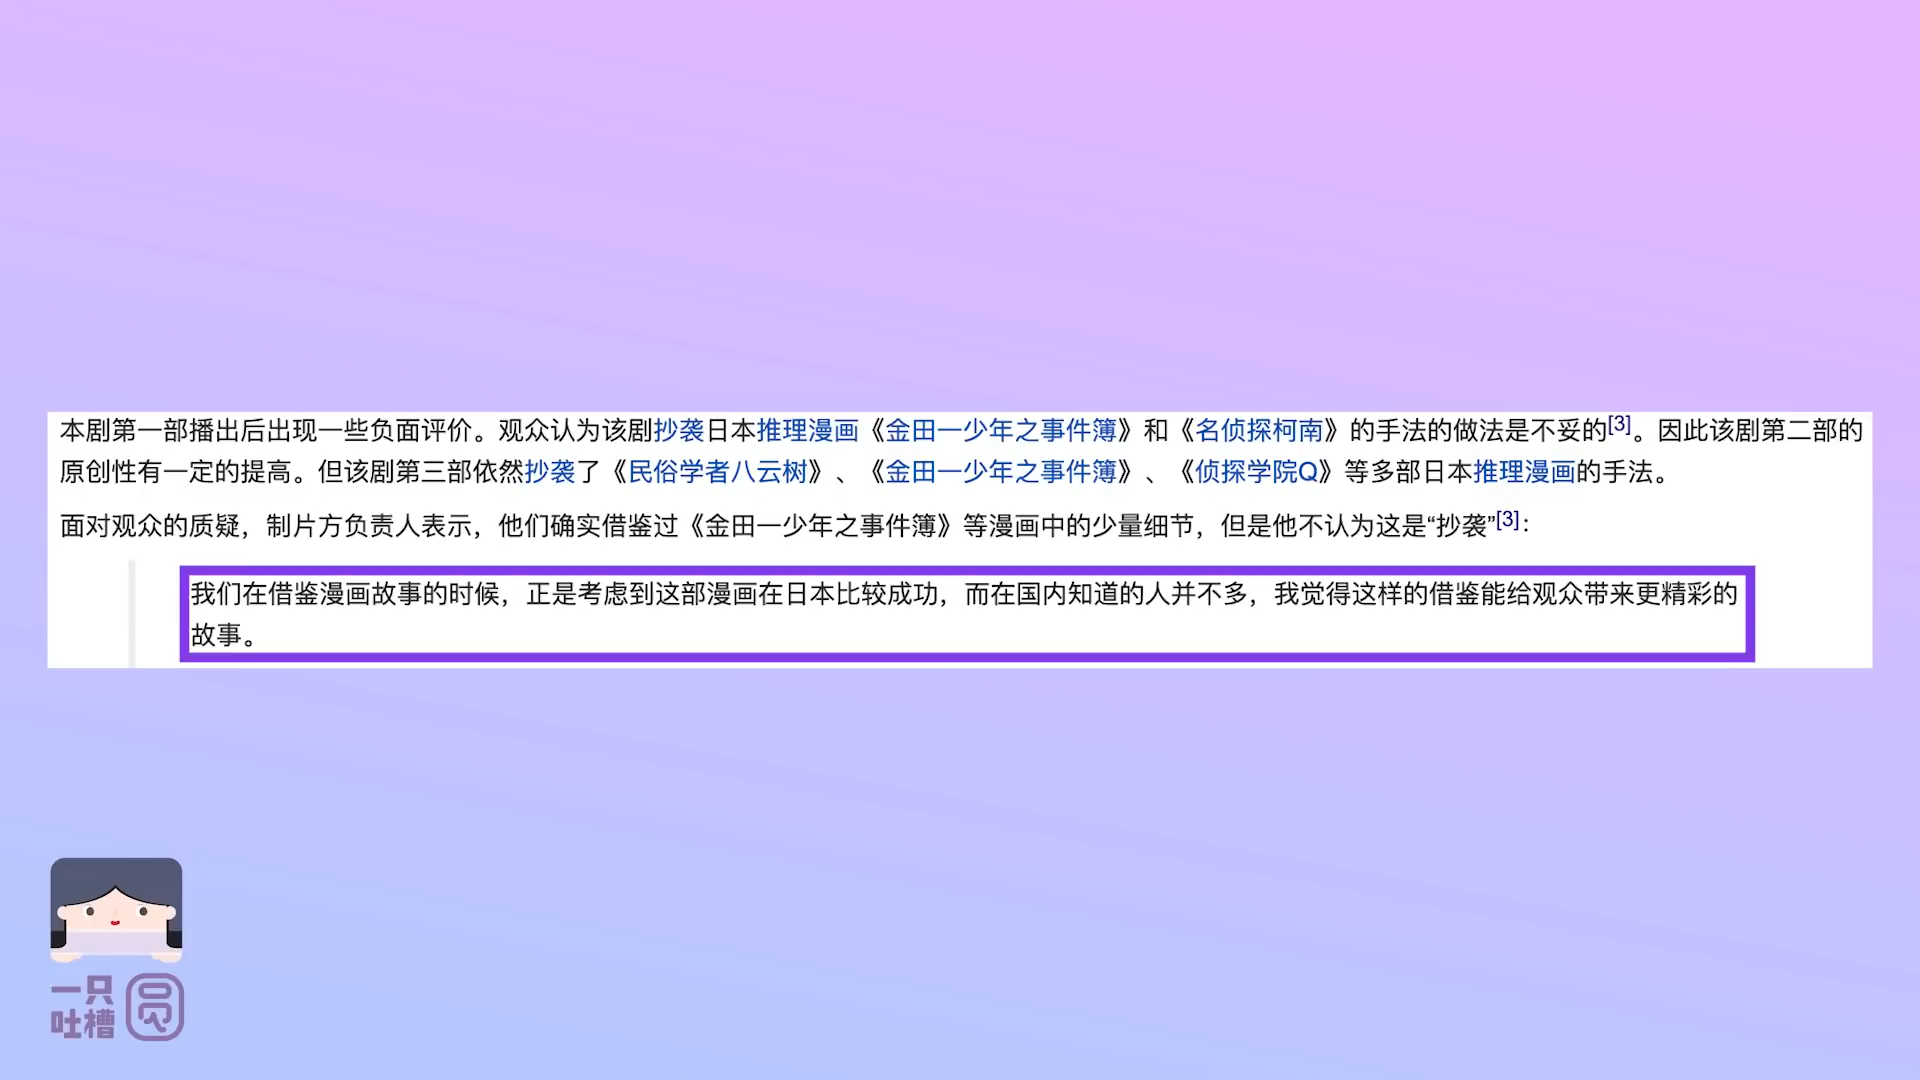 本剧第一部播出后出现一些负面评价。观众认为该剧抄袭日本推理漫画《金田一少年之事件簿》和《名侦探柯南》的手法的做法是不妥的[3]。因此该剧第二部的
原创性有一定的提高。但该剧第三部依然抄袭了《民俗学者八云树》、《金田一少年之事件簿》、《侦探学院Q》等多部日本推理漫画的手法。
面对观众的质疑，制片方负责人表示，他们确实借鉴过《金田一少年之事件簿》等漫画中的少量细节，但是他不认为这是“抄袭”[3]：
我们在借鉴漫画故事的时候，正是考虑到这部漫画在日本比较成功，而在国内知道的人并不多，我觉得这样的借鉴能给观众带来更精彩的
故事。
一只
吐槽
圆